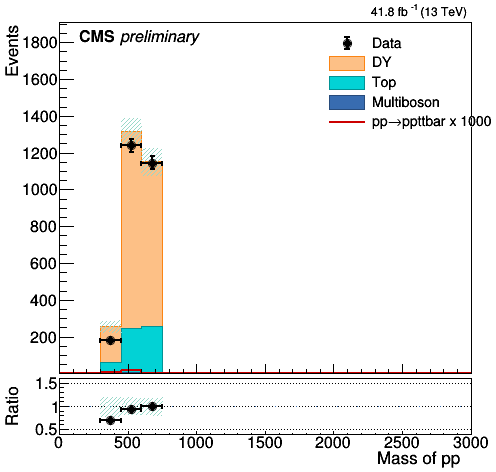 41.8 fb⁻¹ (13 TeV)
CMS preliminary
Events
Data
DY
Top
Multiboson
pp→ppttbar x 1000
1800
1600
1400
1200
1000
800
600
400
200
Ratio
1.5
1
0.5
0 500 1000 1500 2000 2500 3000
Mass of pp